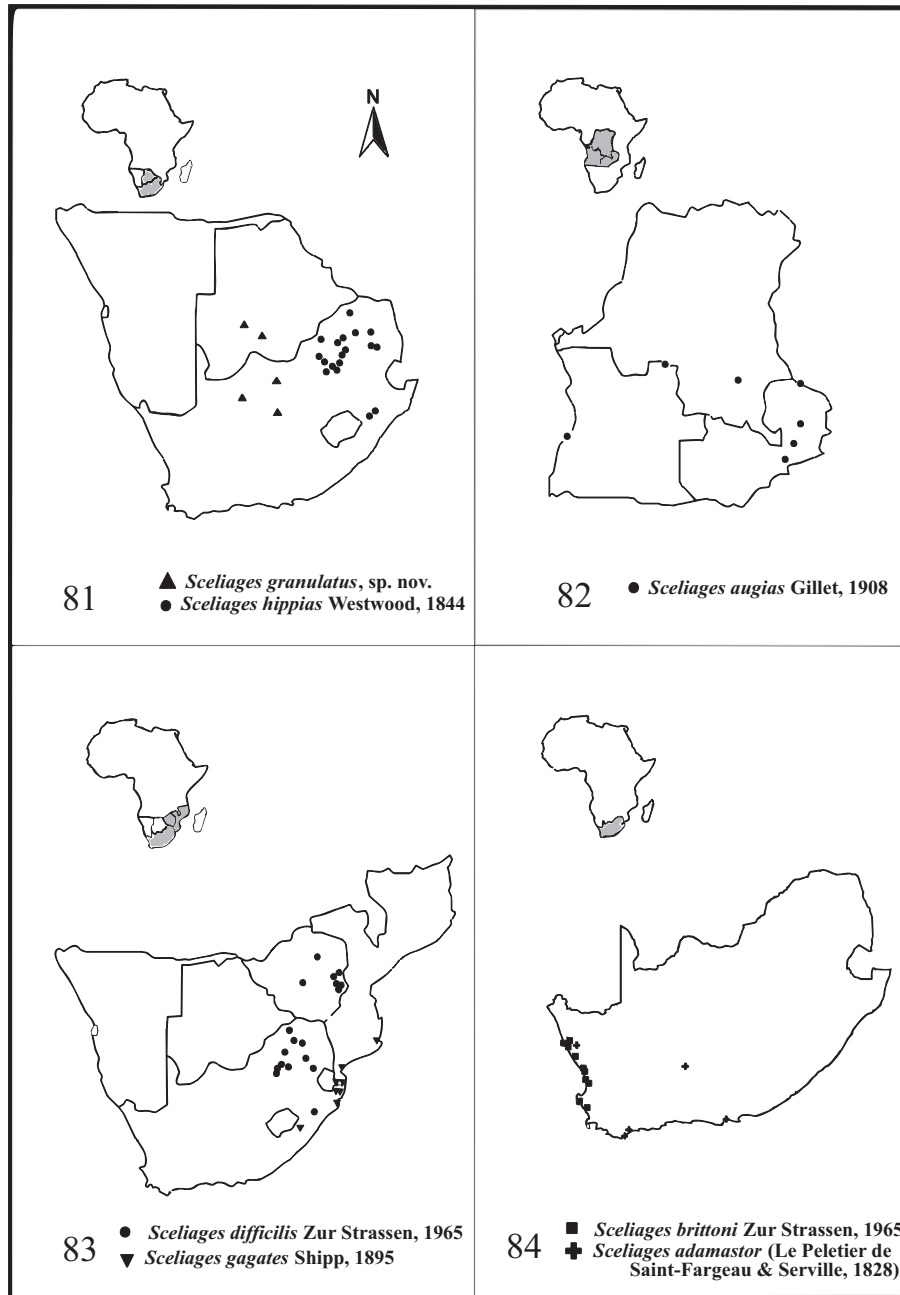 N
81
Sceliages granulatus, sp. nov.
Sceliages hippias Westwood, 1844
82
Sceliages augias Gillet, 1908
83
Sceliages difficilis Zur Strassen, 1965
Sceliages gagates Shipp, 1895
84
Sceliages brittoni Zur Strassen, 1965
Sceliages adamastor (Le Peletier de
Saint-Fargeau & Serville, 1828)